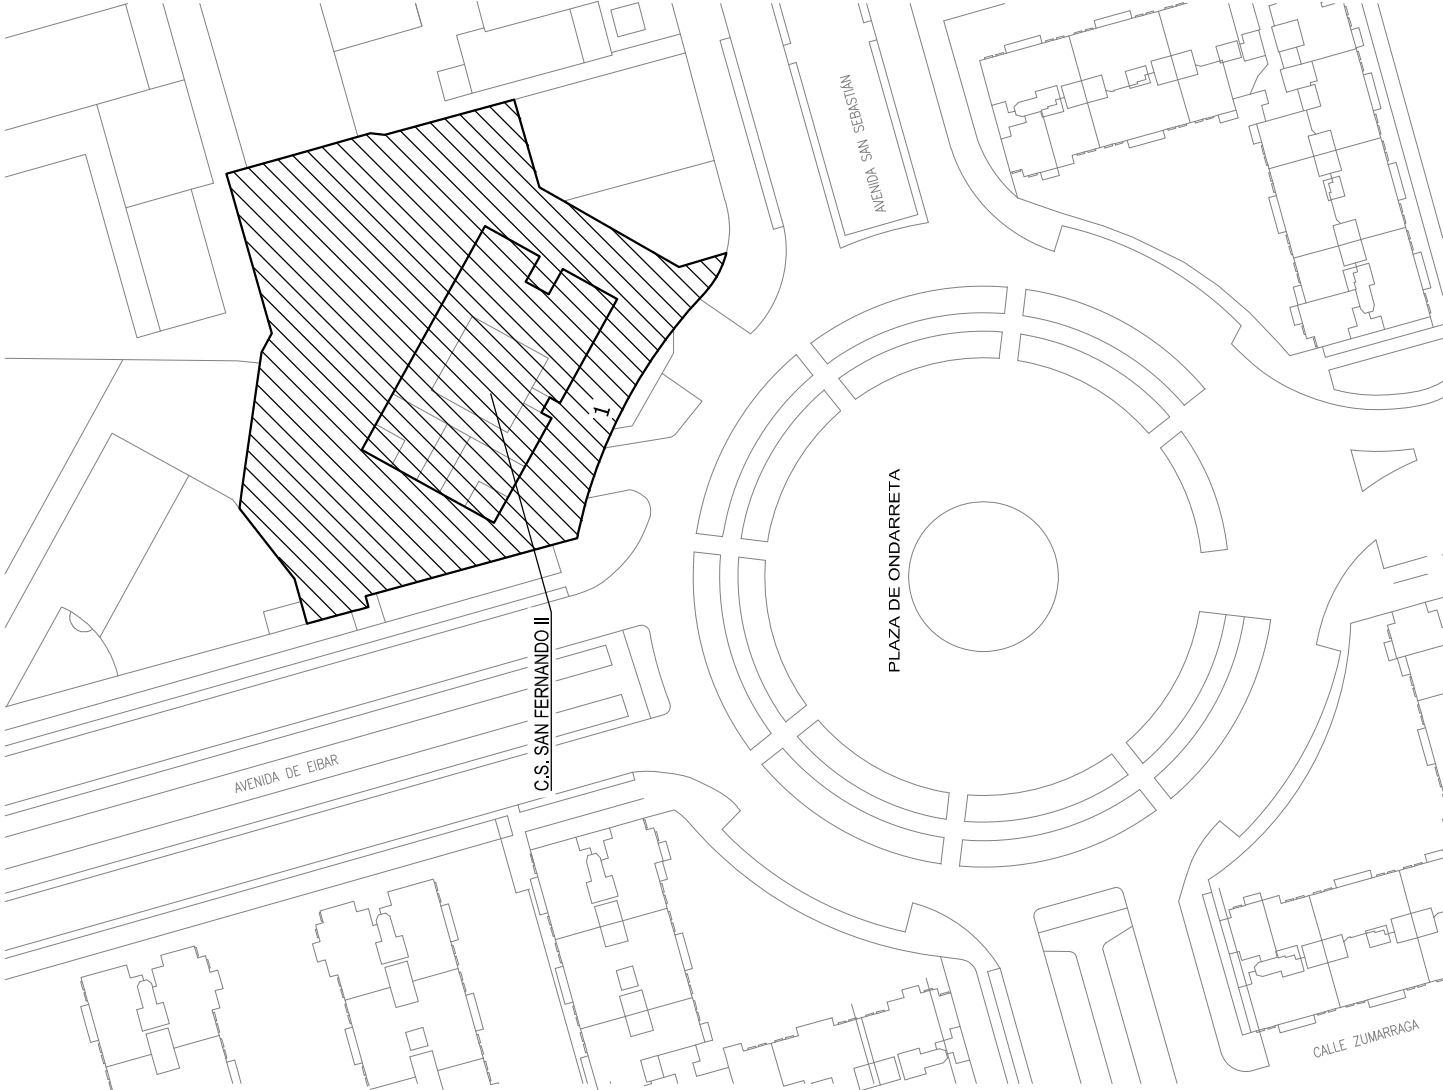 AVENIDA SAN SEBASTIAN
1
PLAZA DE ONDARRETA
C.S. SAN FERNANDO II
AVENIDA DE EIBAR
CALLE ZUMARRAGA